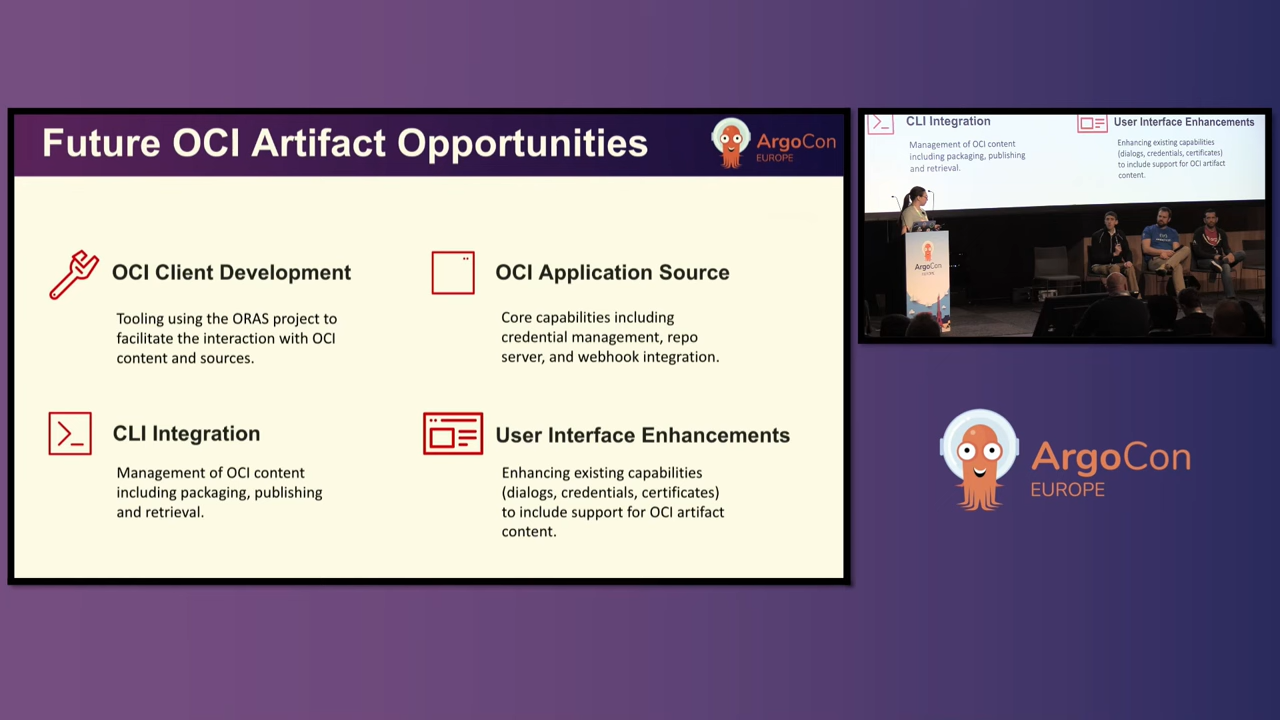 Future OCI Artifact Opportunities
ArgoCon
EUROPE
OCI Client Development
Tooling using the ORAS project to
facilitate the interaction with OCI
content and sources.
OCI Application Source
Core capabilities including
credential management, repo
server, and webhook integration.
CLI Integration
Management of OCI content
including packaging, publishing
and retrieval.
User Interface Enhancements
Enhancing existing capabilities
(dialogs, credentials, certificates)
to include support for OCI artifact
content.
CLI Integration
Management of OCI content
including packaging, publishing
and retrieval.
User Interface Enhancements
Enhancing existing capabilities
(dialogs, credentials, certificates)
to include support for OCI artifact
content.
ArgoCon
EUROPE
ArgoCon
EUROPE